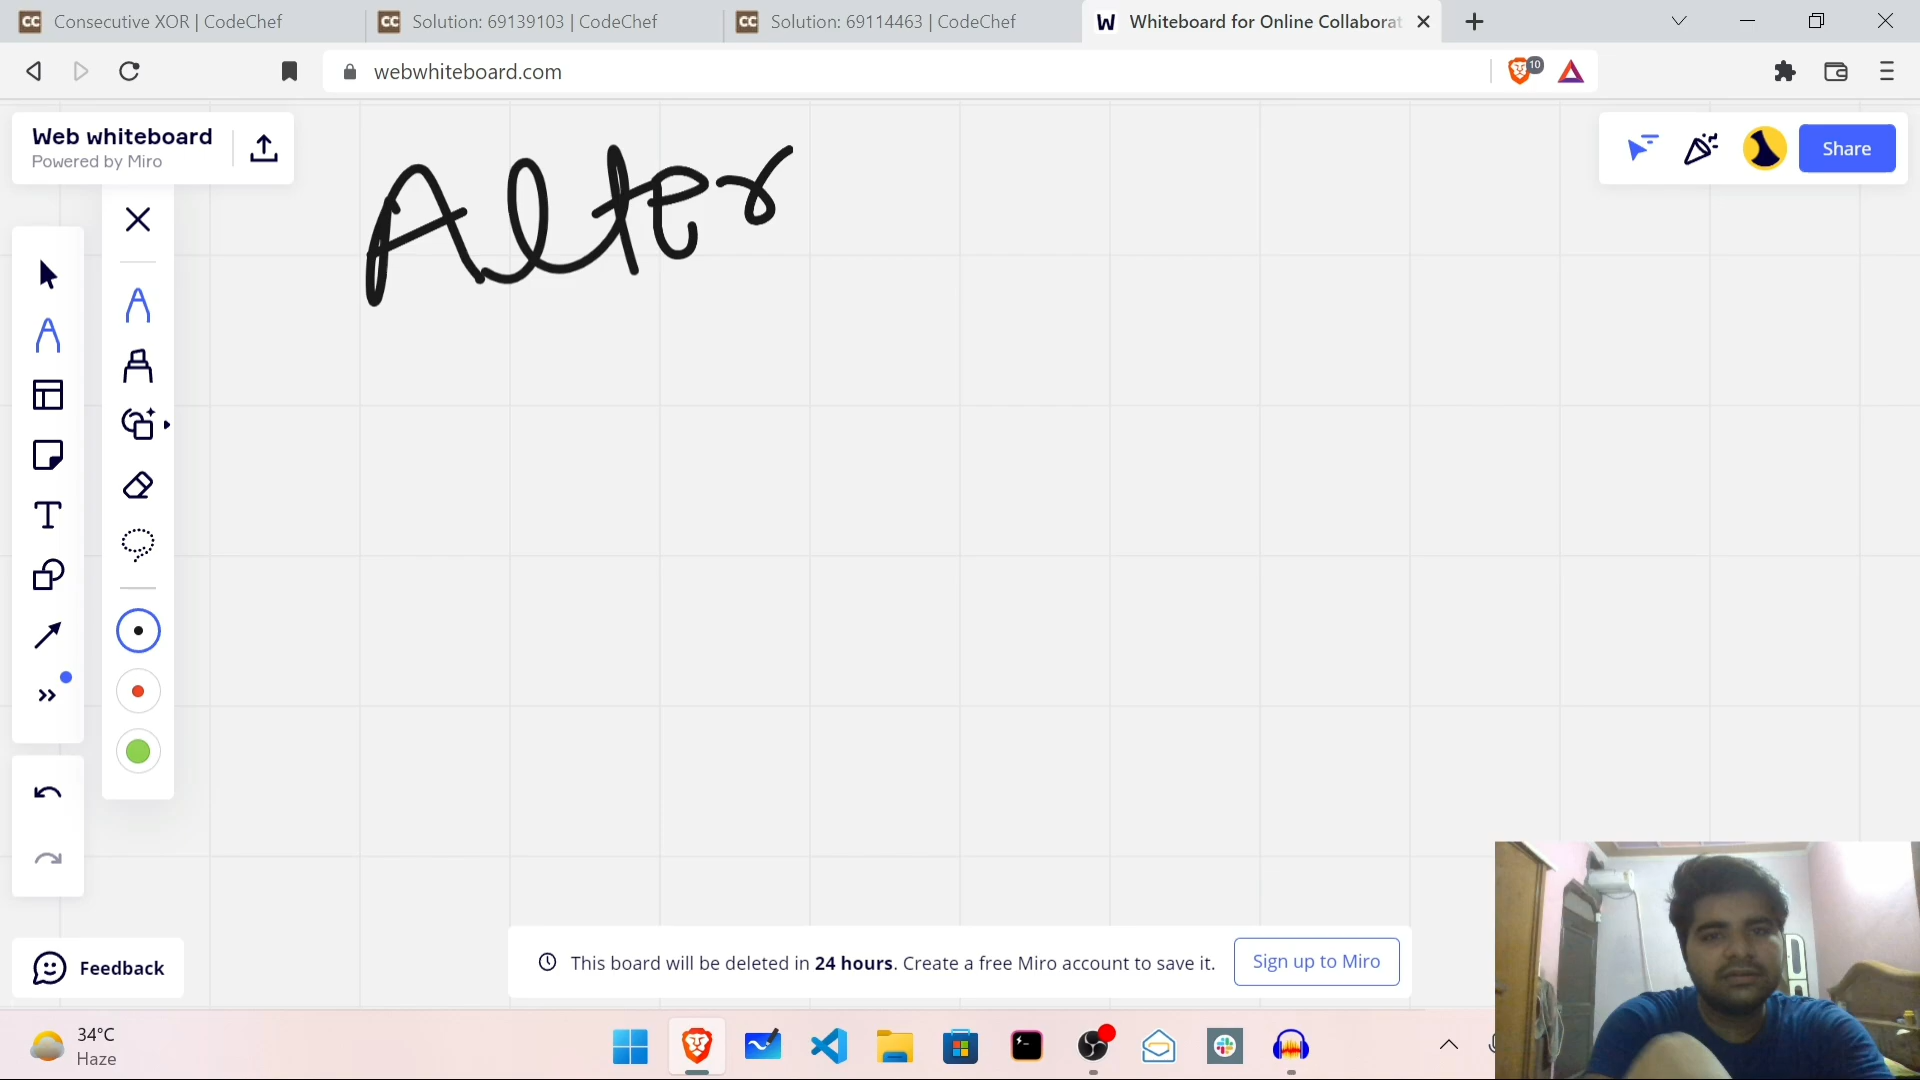 Consecutive XOR | CodeChef
Solution: 69139103 | CodeChef
Solution: 69114463 | CodeChef
Whiteboard for Online Collaborat
webwhiteboard.com
10
Web whiteboard
Powered by Miro
Share
Alter
Feedback
This board will be deleted in 24 hours. Create a free Miro account to save it.
Sign up to Miro
34°C
Haze